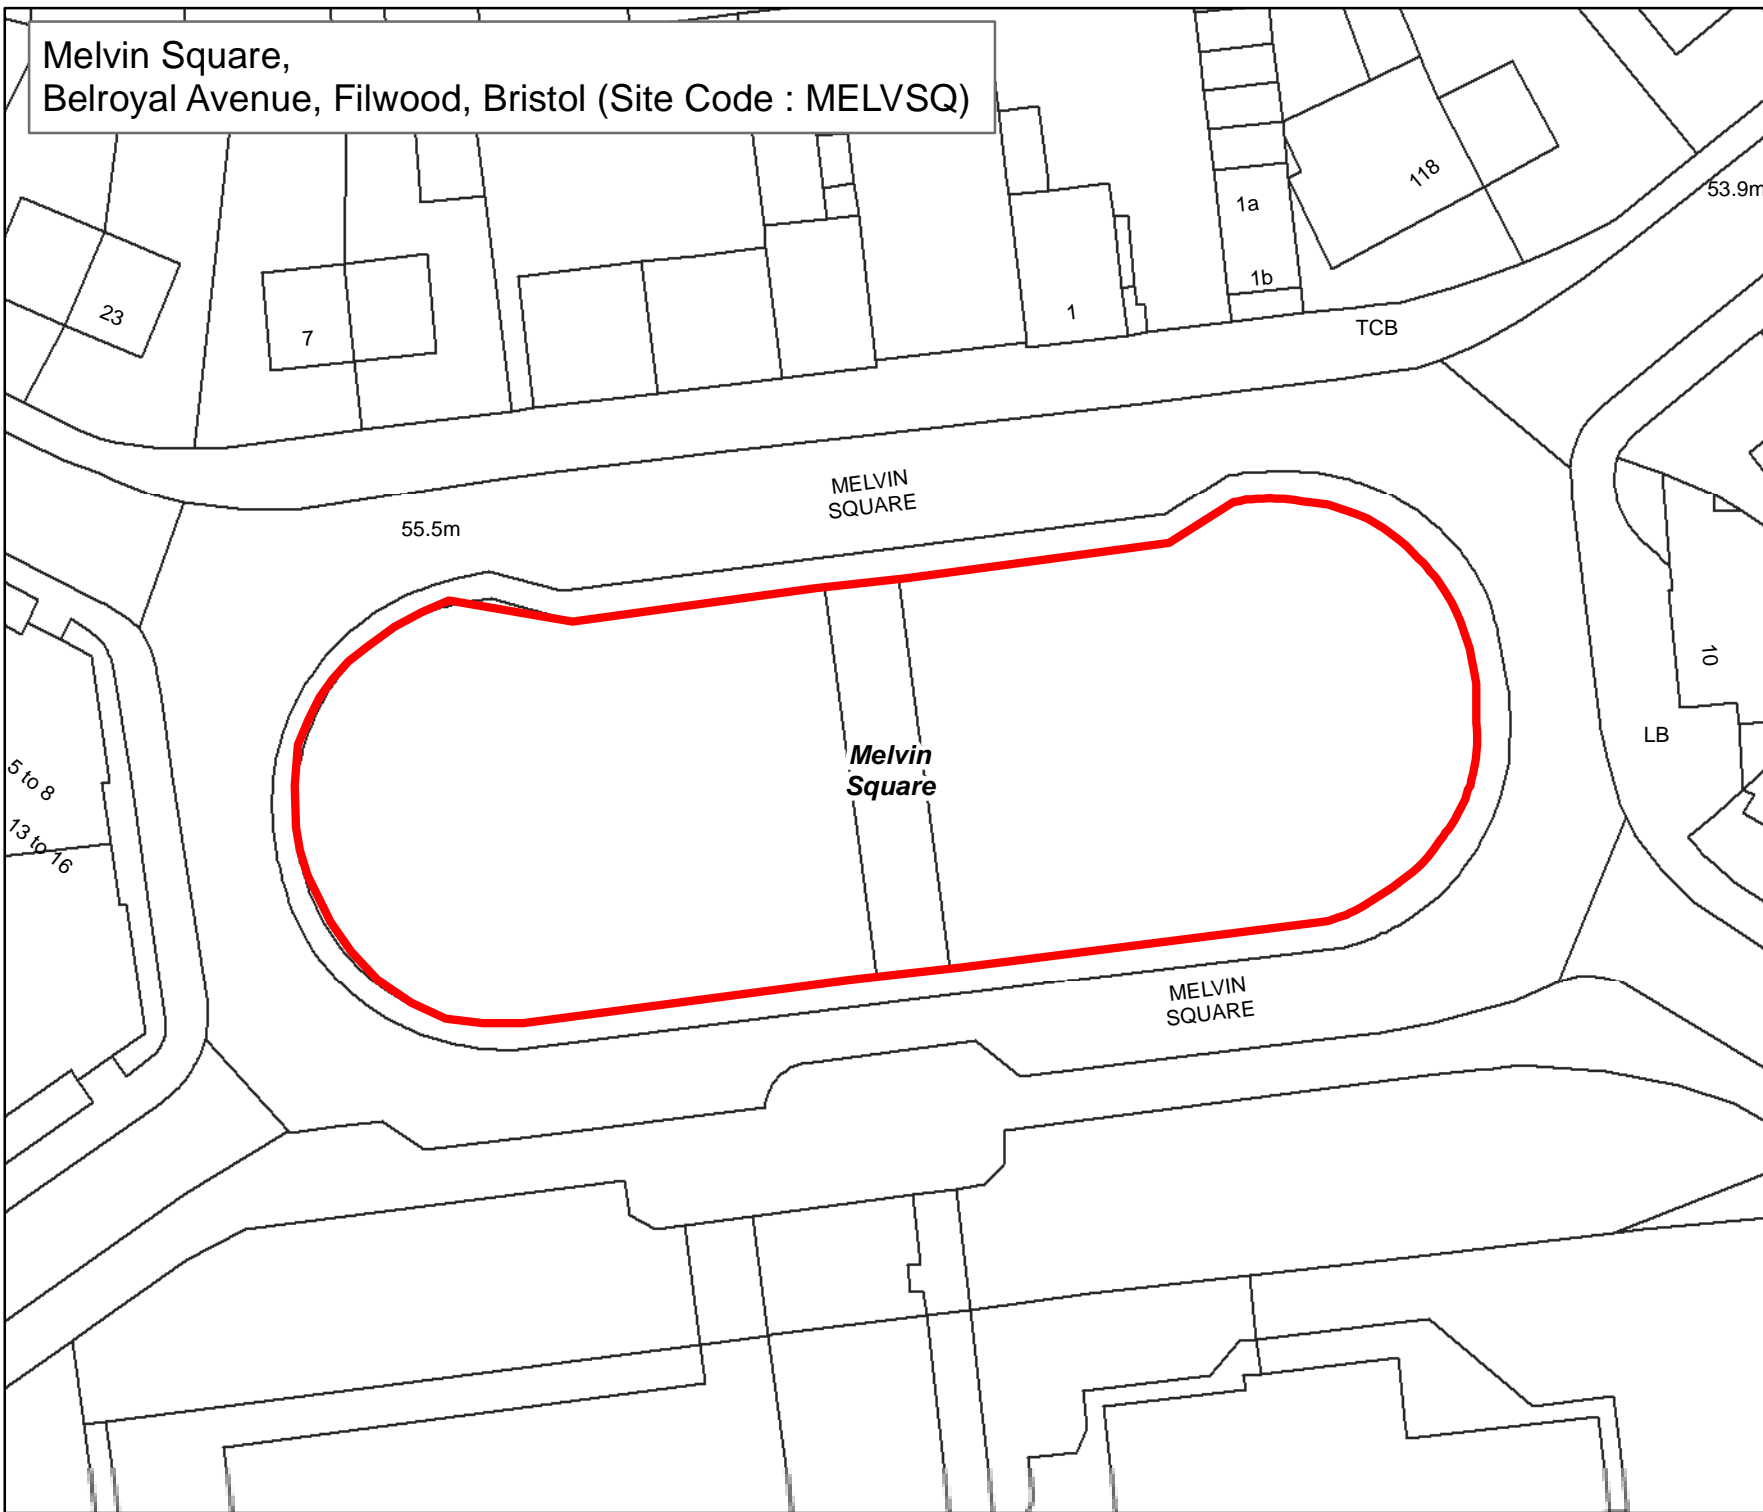 Melvin Square,
Belroyal Avenue, Filwood, Bristol (Site Code : MELVSQ)
118
53.9m
1a
1b
23
7
1
TCB
MELVIN
SQUARE
55.5m
10
LB
Melvin
Square
5 to 8
13 to 16
MELVIN
SQUARE